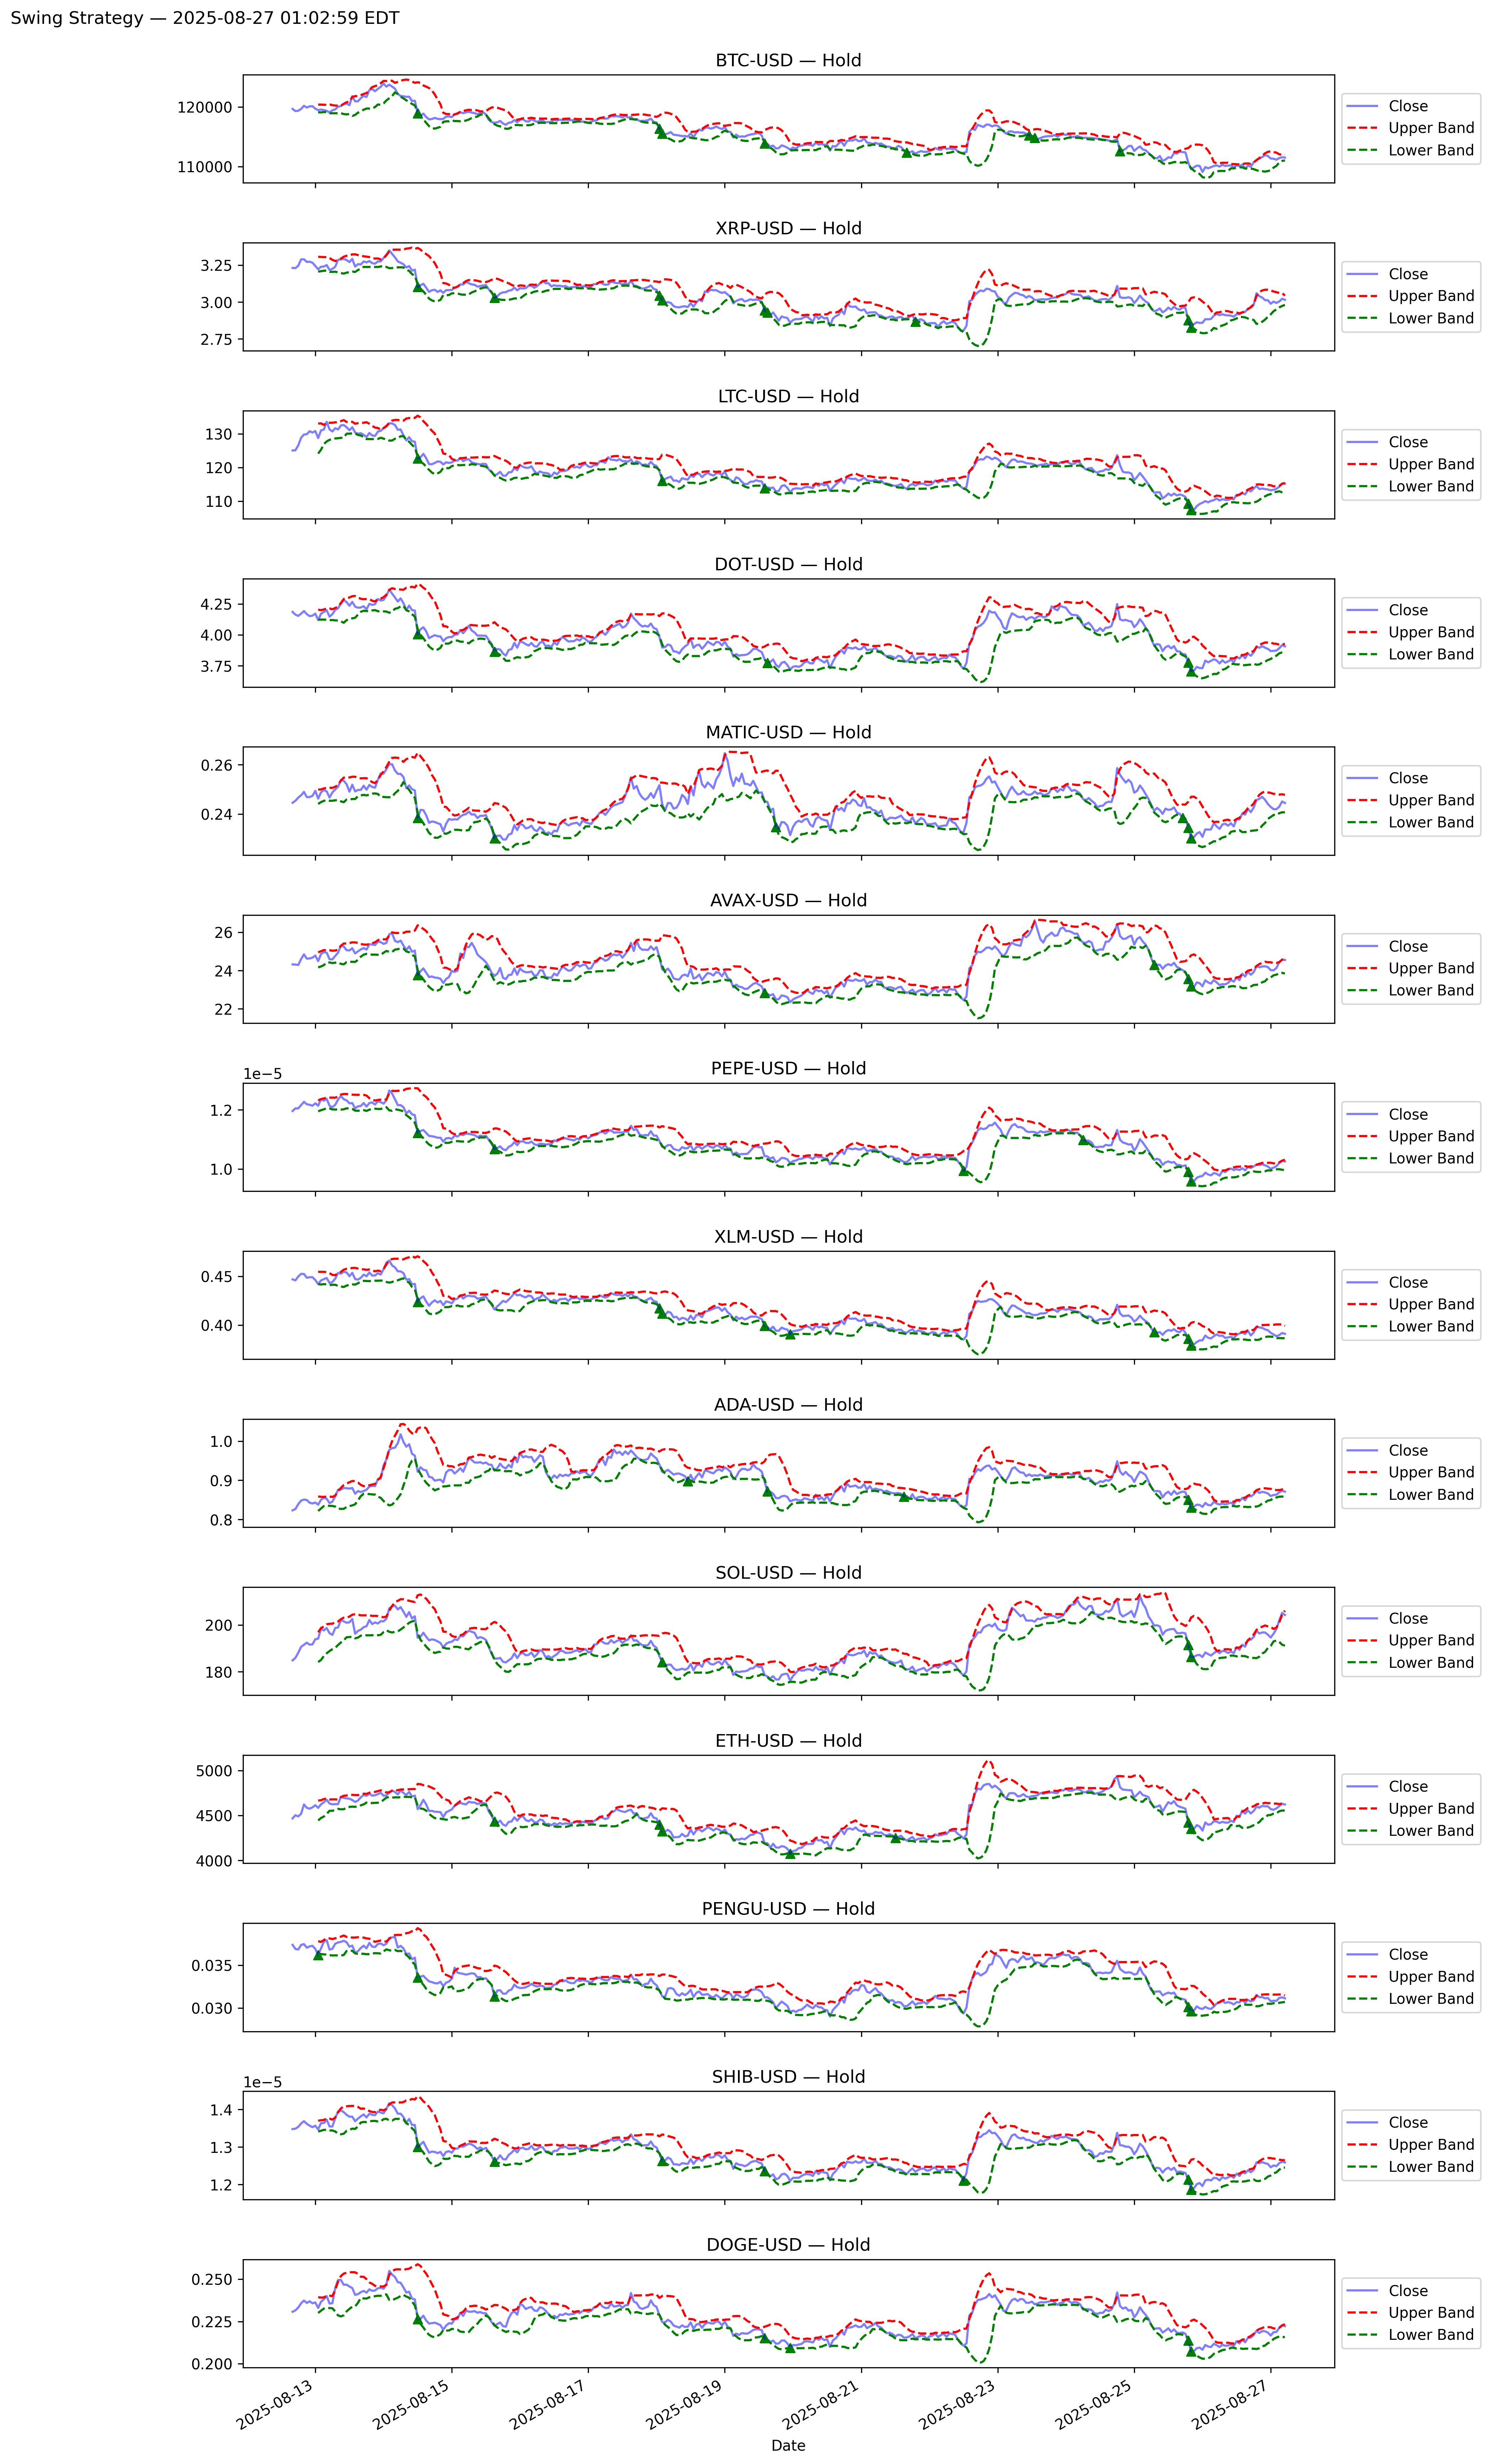 Swing Strategy — 2025-08-27 01:02:59 EDT
BTC-USD — Hold
120000
110000
Close
Upper Band
Lower Band
XRP-USD — Hold
3.25
3.00
2.75
Close
Upper Band
Lower Band
LTC-USD — Hold
130
120
110
Close
Upper Band
Lower Band
DOT-USD — Hold
4.25
4.00
3.75
Close
Upper Band
Lower Band
MATIC-USD — Hold
0.26
0.24
Close
Upper Band
Lower Band
AVAX-USD — Hold
26
24
22
Close
Upper Band
Lower Band
PEPE-USD — Hold
1e−5
1.2
1.0
Close
Upper Band
Lower Band
XLM-USD — Hold
0.45
0.40
Close
Upper Band
Lower Band
ADA-USD — Hold
1.0
0.9
0.8
Close
Upper Band
Lower Band
SOL-USD — Hold
200
180
Close
Upper Band
Lower Band
ETH-USD — Hold
5000
4500
4000
Close
Upper Band
Lower Band
PENGU-USD — Hold
0.035
0.030
Close
Upper Band
Lower Band
SHIB-USD — Hold
1e−5
1.4
1.3
1.2
Close
Upper Band
Lower Band
DOGE-USD — Hold
0.250
0.225
0.200
Close
Upper Band
Lower Band
2025-08-13
2025-08-15
2025-08-17
2025-08-19
2025-08-21
2025-08-23
2025-08-25
2025-08-27
Date